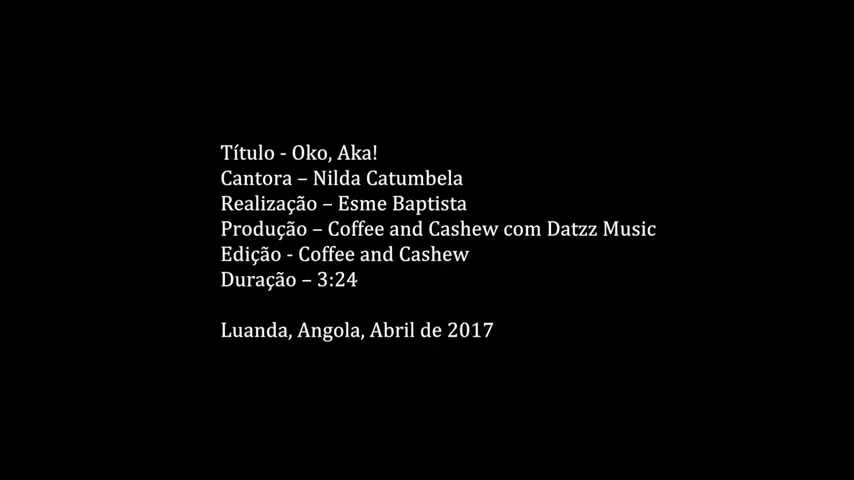 Título - Oko, Aka!
Cantora – Nilda Catumbela
Realização – Esme Baptista
Produção – Coffee and Cashew com Datzz Music
Edição - Coffee and Cashew
Duração – 3:24
Luanda, Angola, Abril de 2017